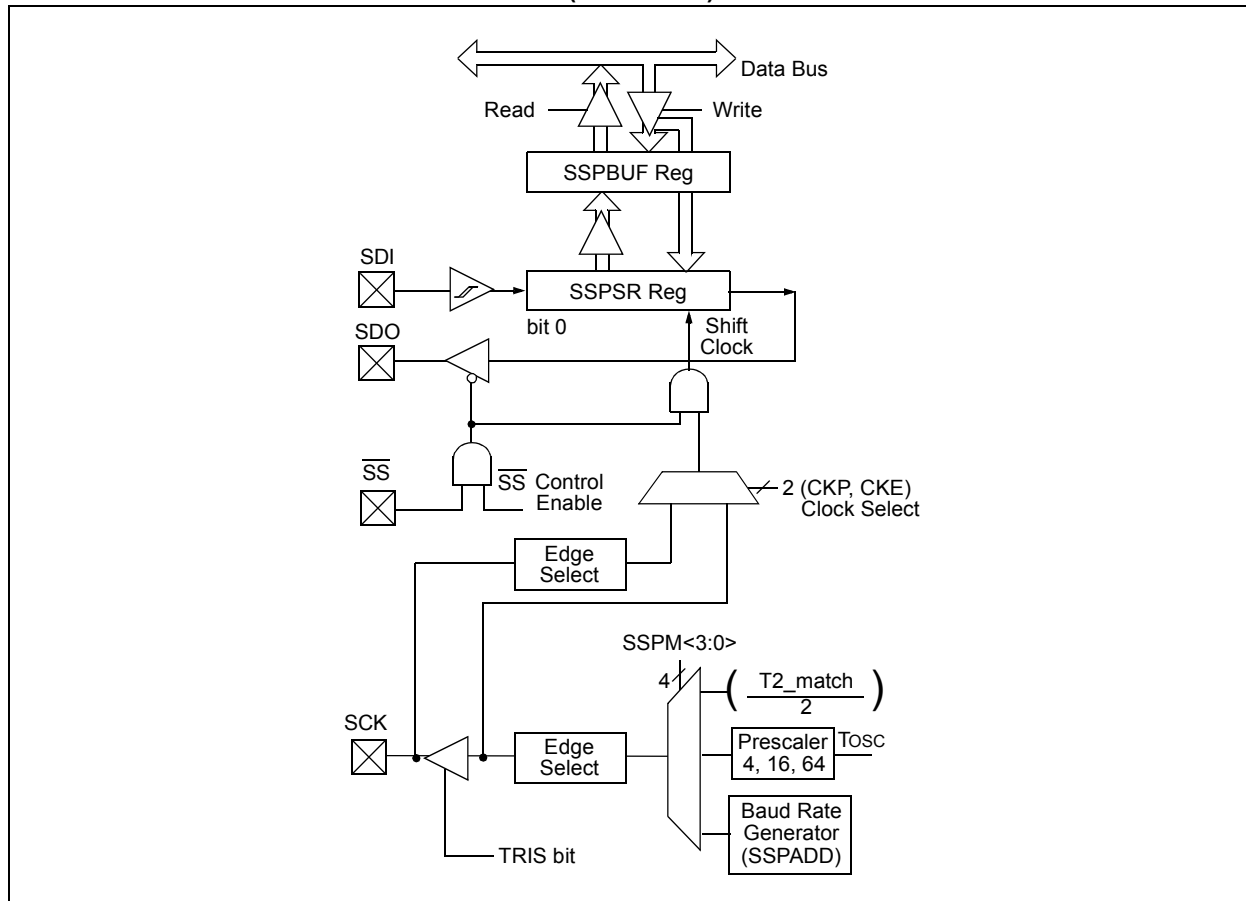 Data Bus
Read
Write
SSPBUF Reg
SDI
SSPSR Reg
bit 0
Shift
Clock
SDO
SS
SS Control
Enable
2 (CKP, CKE)
Clock Select
Edge
Select
SSPM<3:0>
4
( T2_match )
2
SCK
Edge
Select
Prescaler
4, 16, 64
TOSC
Baud Rate
Generator
(SSPADD)
TRIS bit